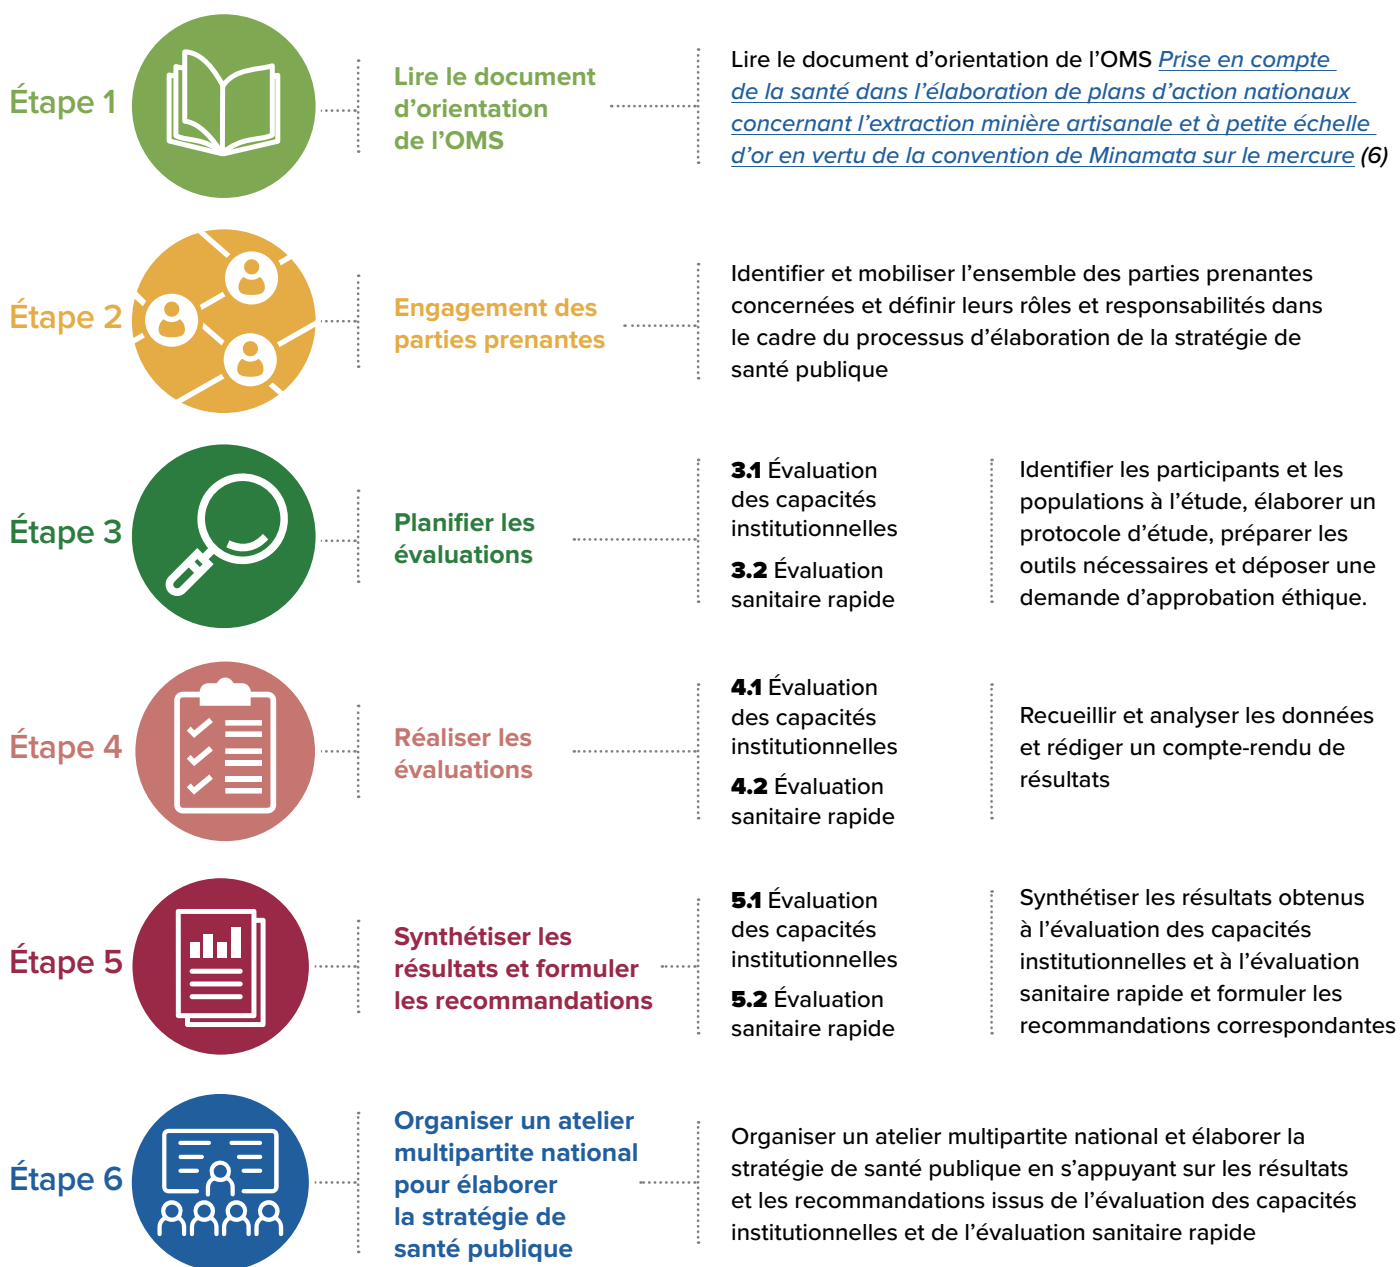 Étape 1
Lire le document
d’orientation
de l’OMS
Lire le document d’orientation de l’OMS Prise en compte
de la santé dans l’élaboration de plans d’action nationaux
concernant l’extraction minière artisanale et à petite échelle
d’or en vertu de la convention de Minamata sur le mercure (6)
Étape 2
Engagement des
parties prenantes
Identifier et mobiliser l’ensemble des parties prenantes
concernées et définir leurs rôles et responsabilités dans
le cadre du processus d’élaboration de la stratégie de
santé publique
Étape 3
Planifier les
évaluations
3.1 Évaluation
des capacités
institutionnelles
3.2 Évaluation
sanitaire rapide
Identifier les participants et les
populations à l’étude, élaborer un
protocole d’étude, préparer les
outils nécessaires et déposer une
demande d’approbation éthique.
Étape 4
Réaliser les
évaluations
4.1 Évaluation
des capacités
institutionnelles
4.2 Évaluation
sanitaire rapide
Recueillir et analyser les données
et rédiger un compte-rendu de
résultats
Étape 5
Synthétiser les
résultats et formuler
les recommandations
5.1 Évaluation
des capacités
institutionnelles
5.2 Évaluation
sanitaire rapide
Synthétiser les résultats obtenus
à l’évaluation des capacités
institutionnelles et à l’évaluation
sanitaire rapide et formuler les
recommandations correspondantes
Étape 6
Organiser un atelier
multipartite national
pour élaborer
la stratégie de
santé publique
Organiser un atelier multipartite national et élaborer la
stratégie de santé publique en s’appuyant sur les résultats
et les recommandations issus de l’évaluation des capacités
institutionnelles et de l’évaluation sanitaire rapide